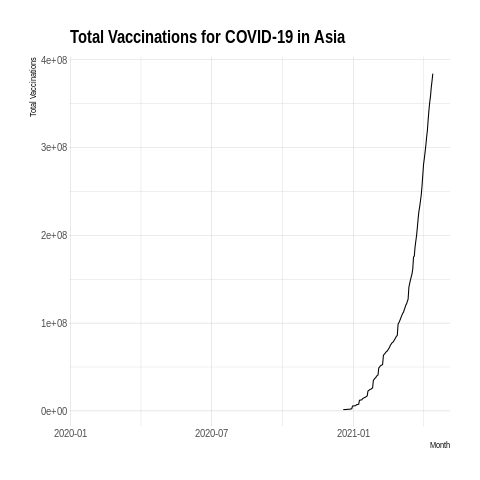 Total Vaccinations for COVID-19 in Asia
Total Vaccinations
4e+08
3e+08
2e+08
1e+08
0e+00
2020-01 2020-07 2021-01
Month